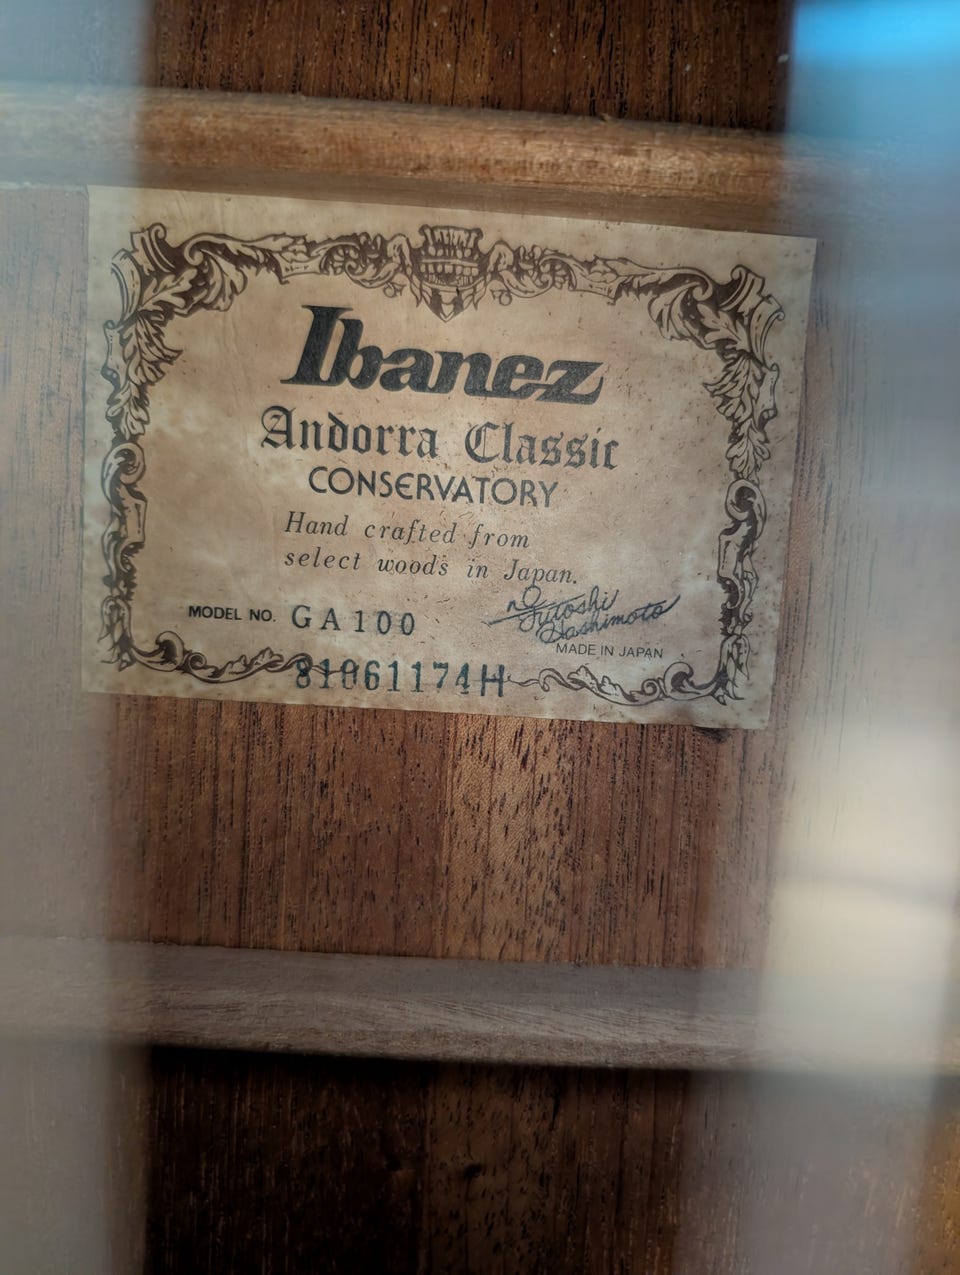 Ibanez
Andorra Classic
CONSERVATORY
Hand crafted from
select woods in Japan.
MODEL NO. GA100
Hashimoto
MADE IN JAPAN
81061174H